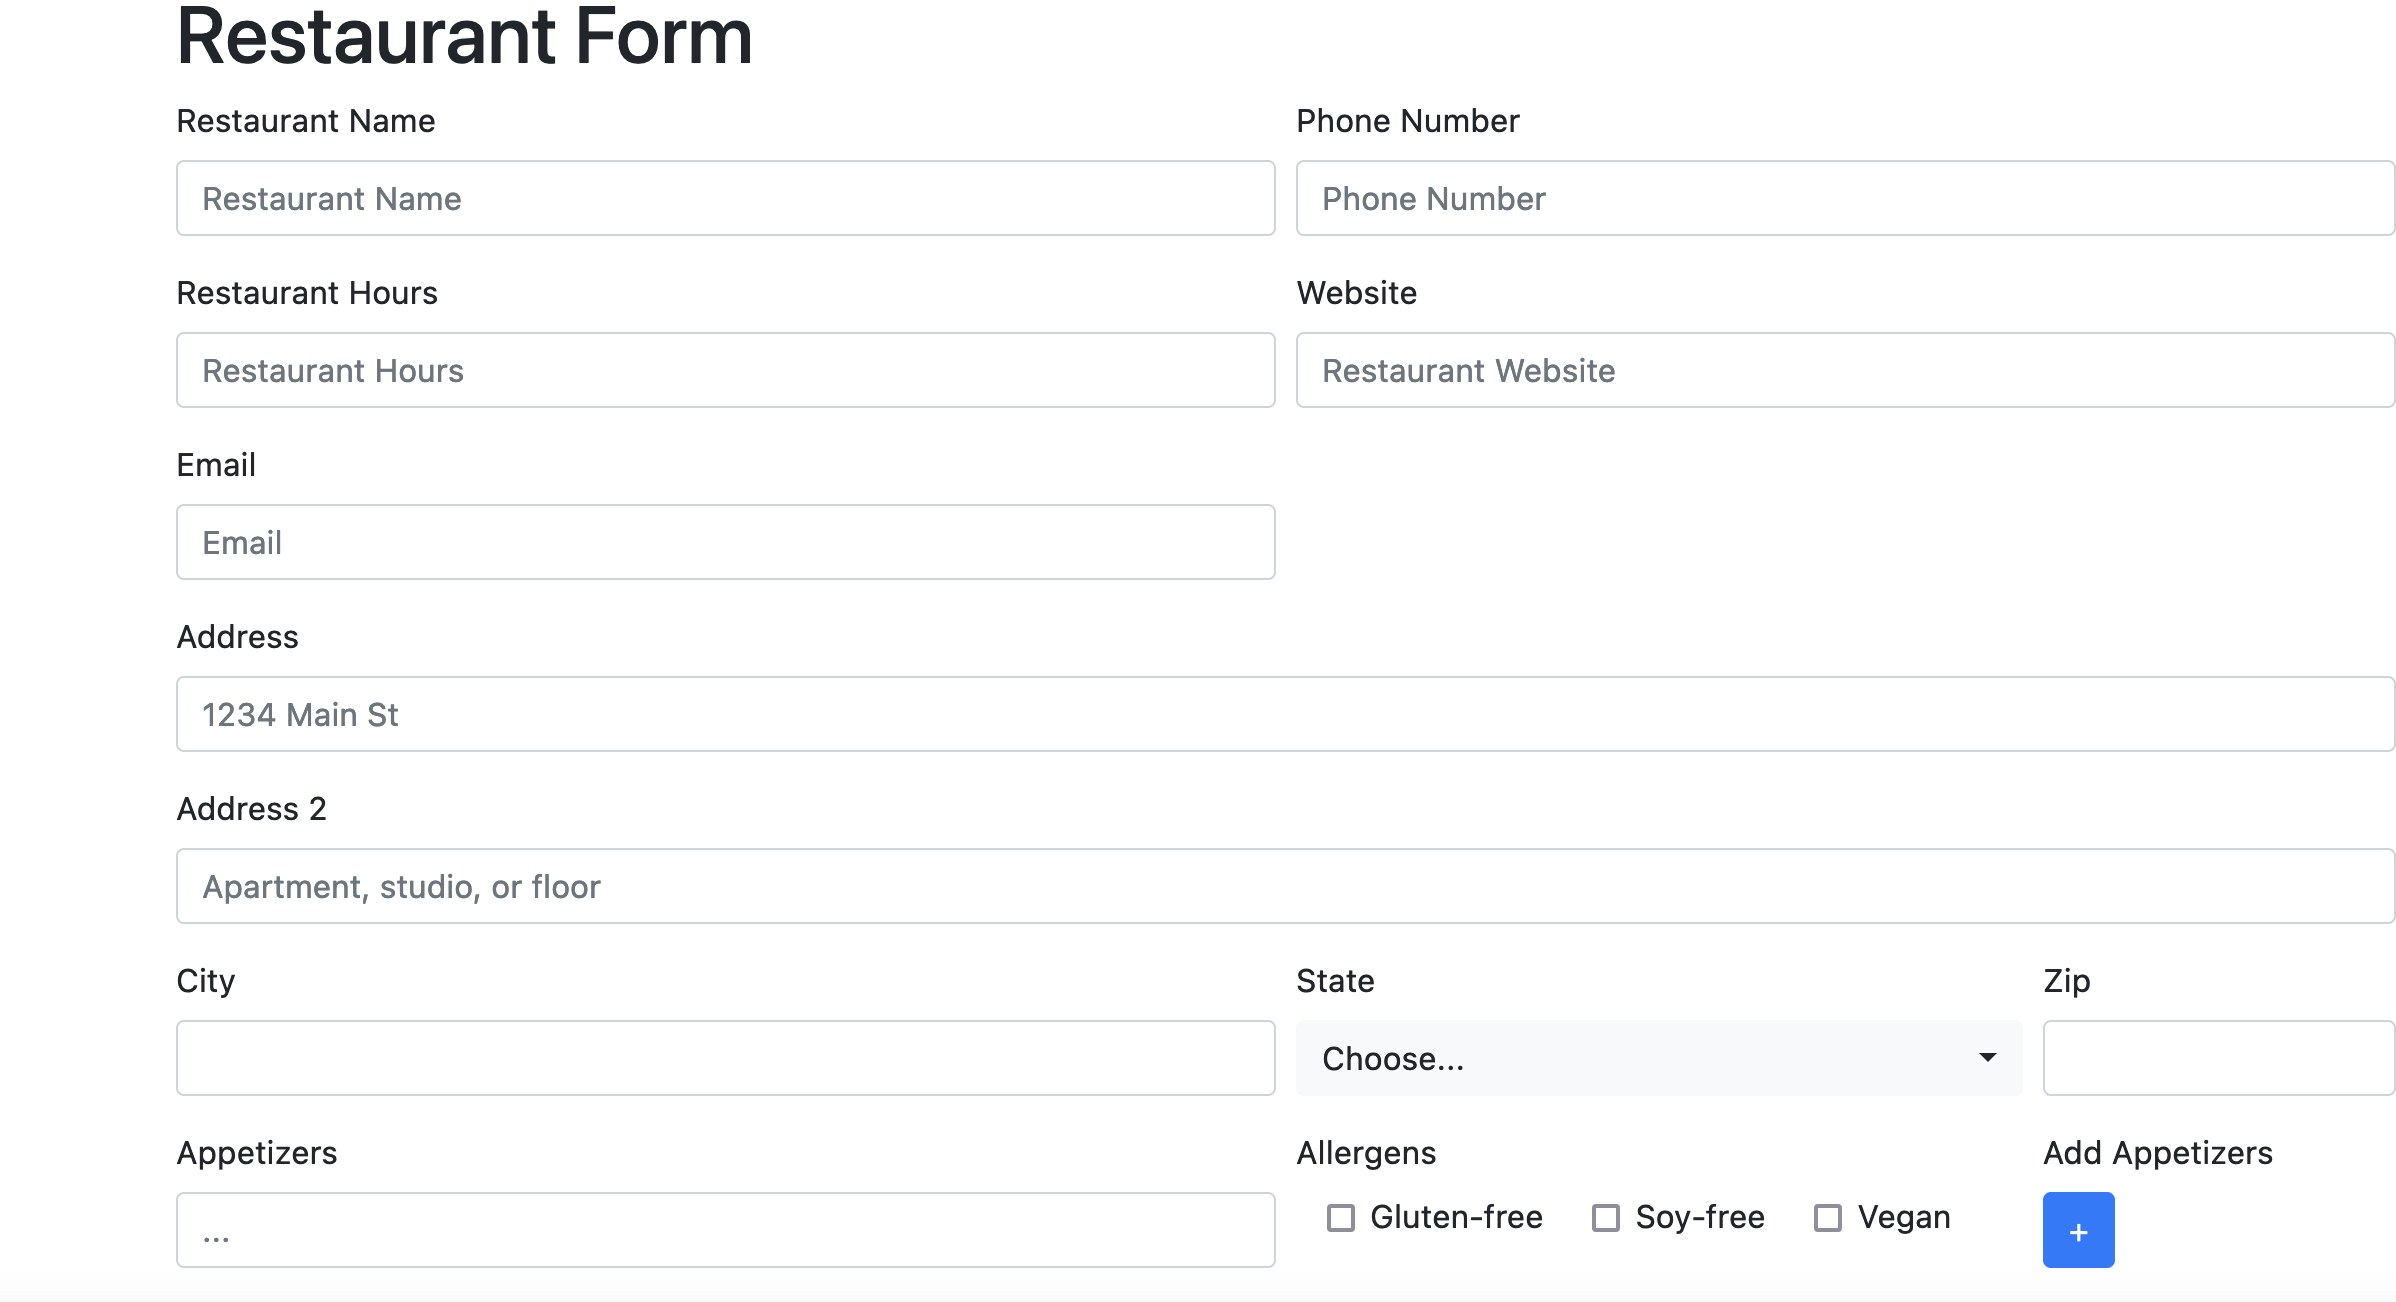 Restaurant Form
Restaurant Name Phone Number
Restaurant Name Phone Number
Restaurant Hours Website
Restaurant Hours Restaurant Website
Email
Email
Address
1234 Main St
Address 2
Apartment, studio, or floor
City State Zip
Choose...
Appetizers Allergens Add Appetizers
... Gluten-free Soy-free Vegan +